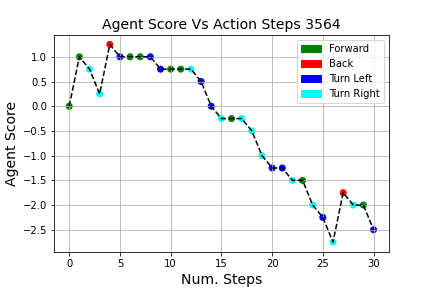 Agent Score Vs Action Steps 3564
Forward
Back
Turn Left
Turn Right
Agent Score
1.0
0.5
0.0
−0.5
−1.0
−1.5
−2.0
−2.5
0 5 10 15 20 25 30
Num. Steps